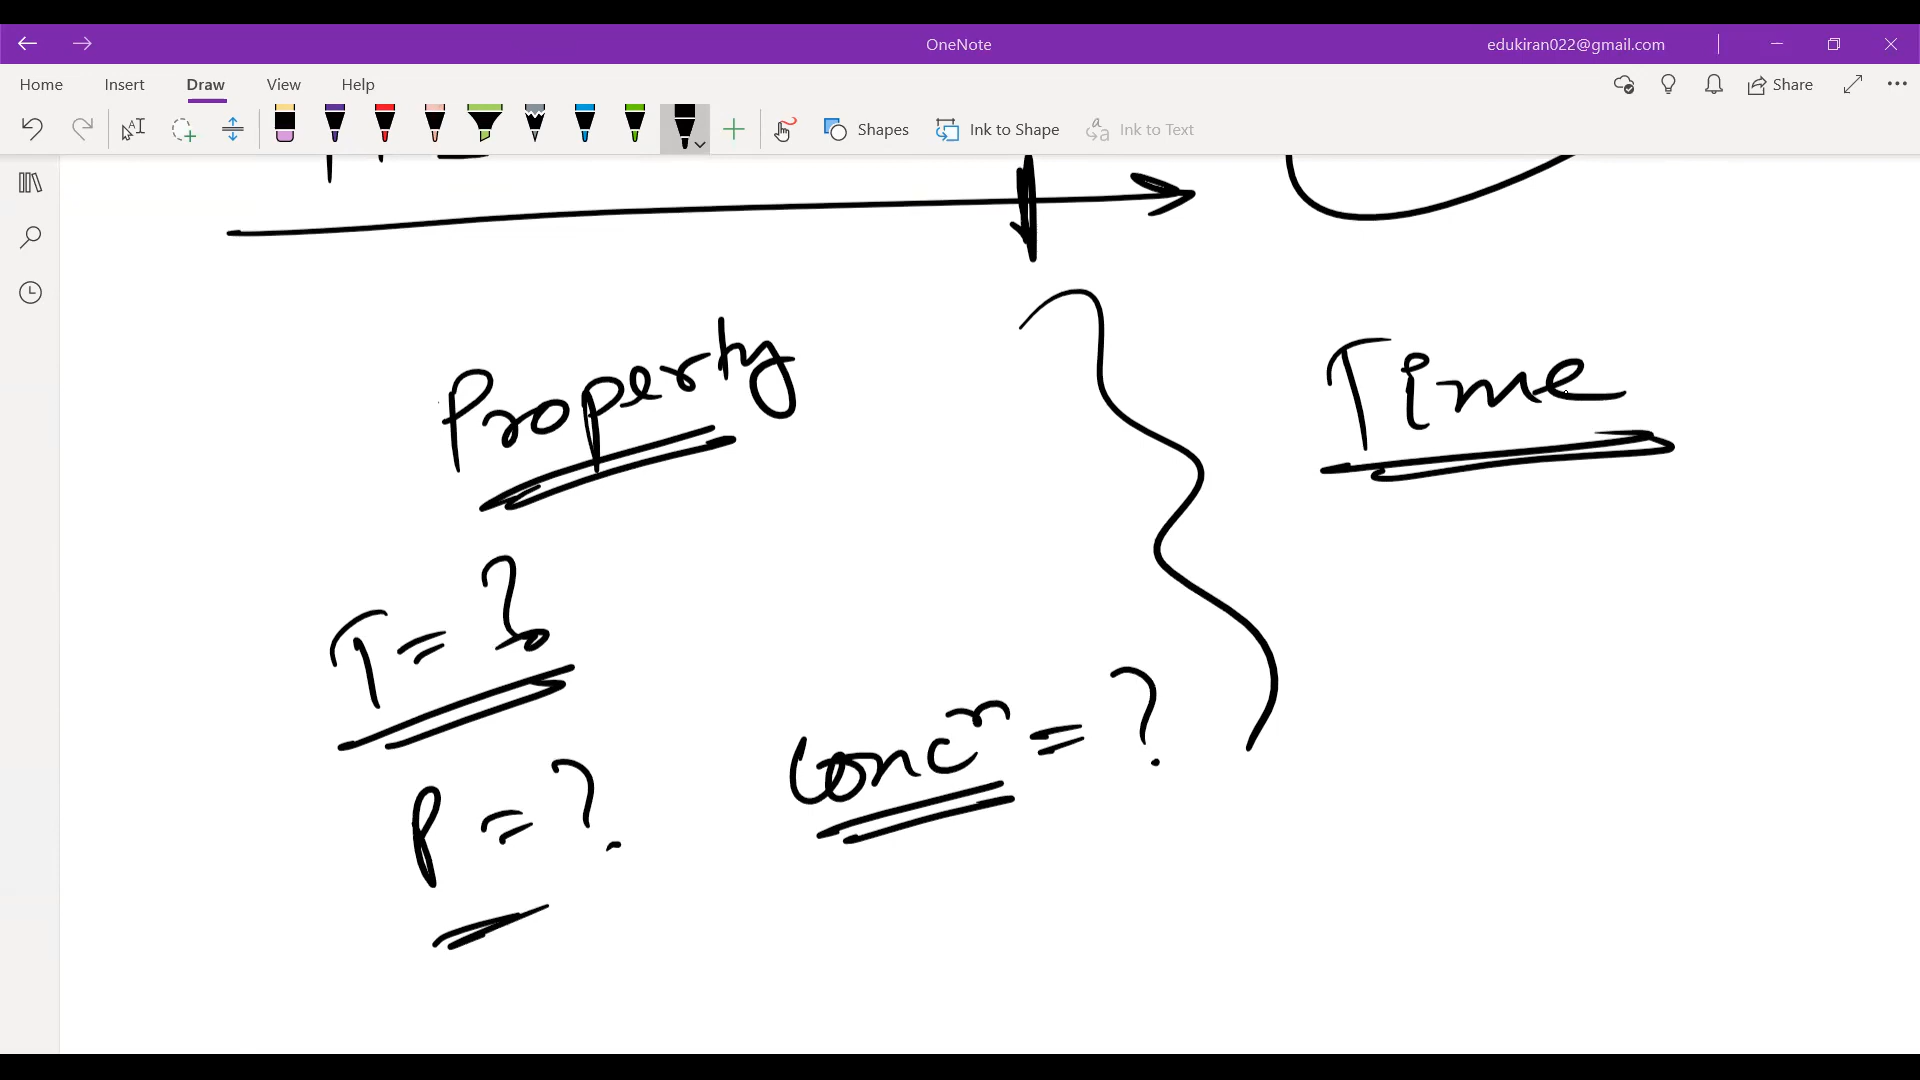 OneNote
edukiran022@gmail.com
Home Insert Draw View Help
Share
Shapes Ink to Shape Ink to Text
Property
Time
T = ?
Concn = ?
P = ?